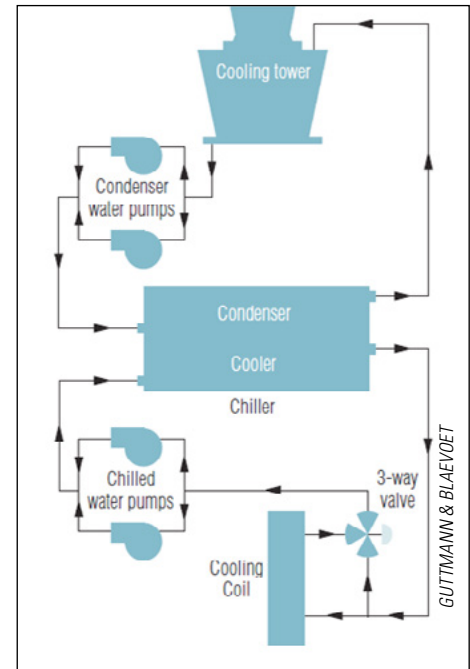 Cooling tower
Condenser
water pumps
Condenser
Cooler
Chiller
Chilled
water pumps
3-way
valve
Cooling
Coil
GUTTMANN & BLAEVOET